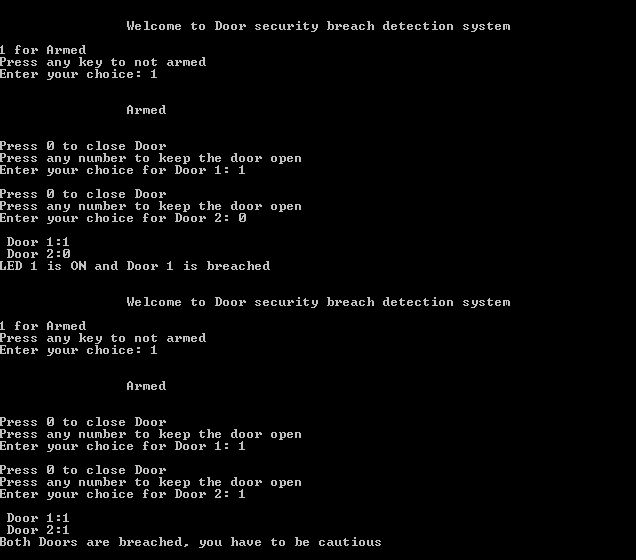 Welcome to Door security breach detection system
1 for Armed
Press any key to not armed
Enter your choice: 1
Armed
Press 0 to close Door
Press any number to keep the door open
Enter your choice for Door 1: 1
Press 0 to close Door
Press any number to keep the door open
Enter your choice for Door 2: 0
Door 1:1
Door 2:0
LED 1 is ON and Door 1 is breached
Welcome to Door security breach detection system
1 for Armed
Press any key to not armed
Enter your choice: 1
Armed
Press 0 to close Door
Press any number to keep the door open
Enter your choice for Door 1: 1
Press 0 to close Door
Press any number to keep the door open
Enter your choice for Door 2: 1
Door 1:1
Door 2:1
Both Doors are breached, you have to be cautious